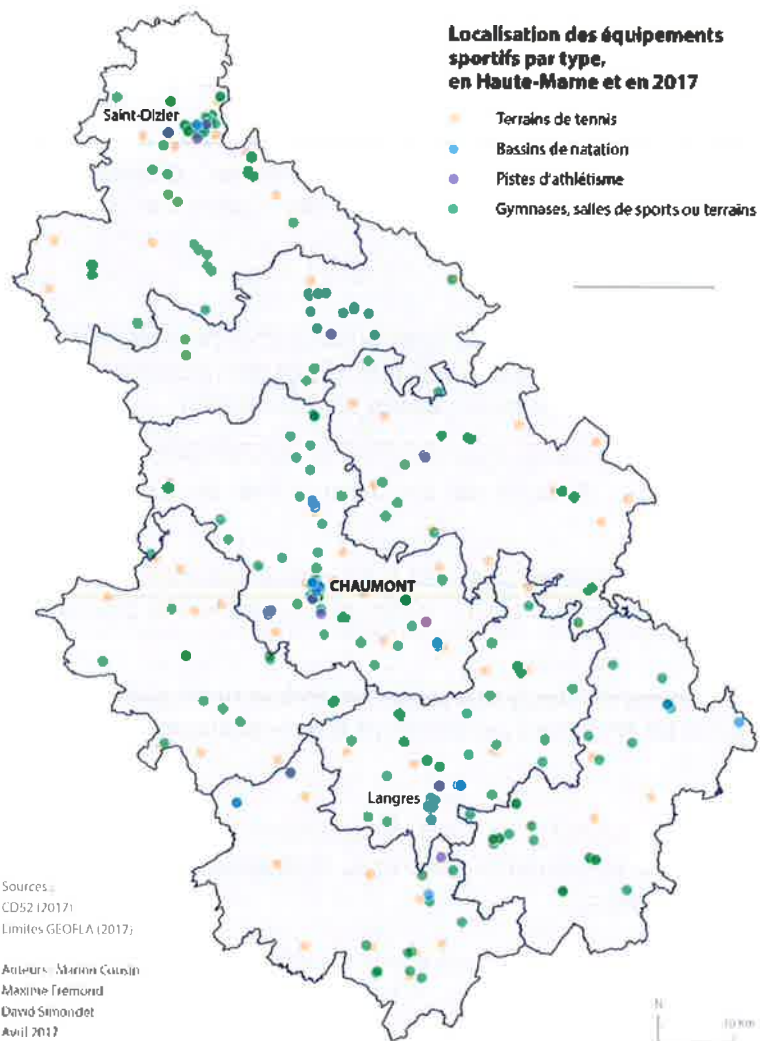 Localisation des équipements
sportifs par type,
en Haute-Marne et en 2017
Terrains de tennis
Bassins de natation
Pistes d'athlétisme
Gymnases, salles de sports ou terrains
Saint-Dizier
CHAUMONT
Langres
Sources :
CD52 (2017)
Limites GEOFLA (2017)
Auteurs : Marion Cousin
Maxime Frémond
David Simondet
Avril 2017
N
10 km